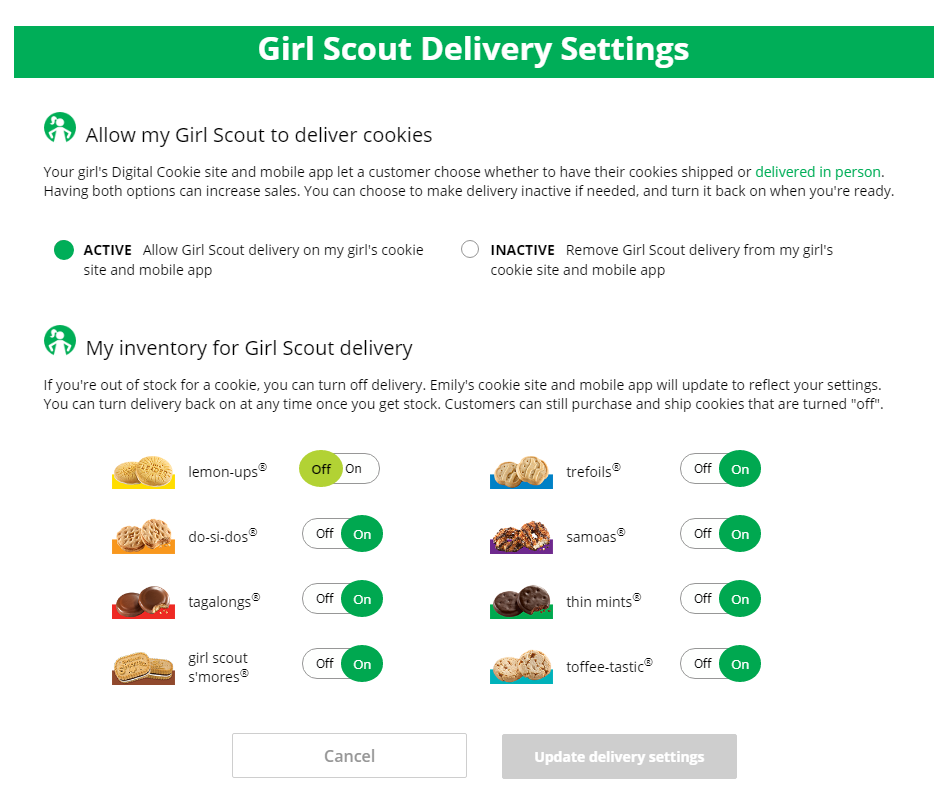 Girl Scout Delivery Settings
Allow my Girl Scout to deliver cookies
Your girl's Digital Cookie site and mobile app let a customer choose whether to have their cookies shipped or delivered in person.
Having both options can increase sales. You can choose to make delivery inactive if needed, and turn it back on when you're ready.
ACTIVE Allow Girl Scout delivery on my girl's cookie
site and mobile app
INACTIVE Remove Girl Scout delivery from my girl's
cookie site and mobile app
My inventory for Girl Scout delivery
If you're out of stock for a cookie, you can turn off delivery. Emily's cookie site and mobile app will update to reflect your settings.
You can turn delivery back on at any time once you get stock. Customers can still purchase and ship cookies that are turned "off".
lemon-ups® Off On
trefoils® Off On
do-si-dos® Off On
samoas® Off On
tagalongs® Off On
thin mints® Off On
girl scout
s'mores® Off On
toffee-tastic® Off On
Cancel
Update delivery settings